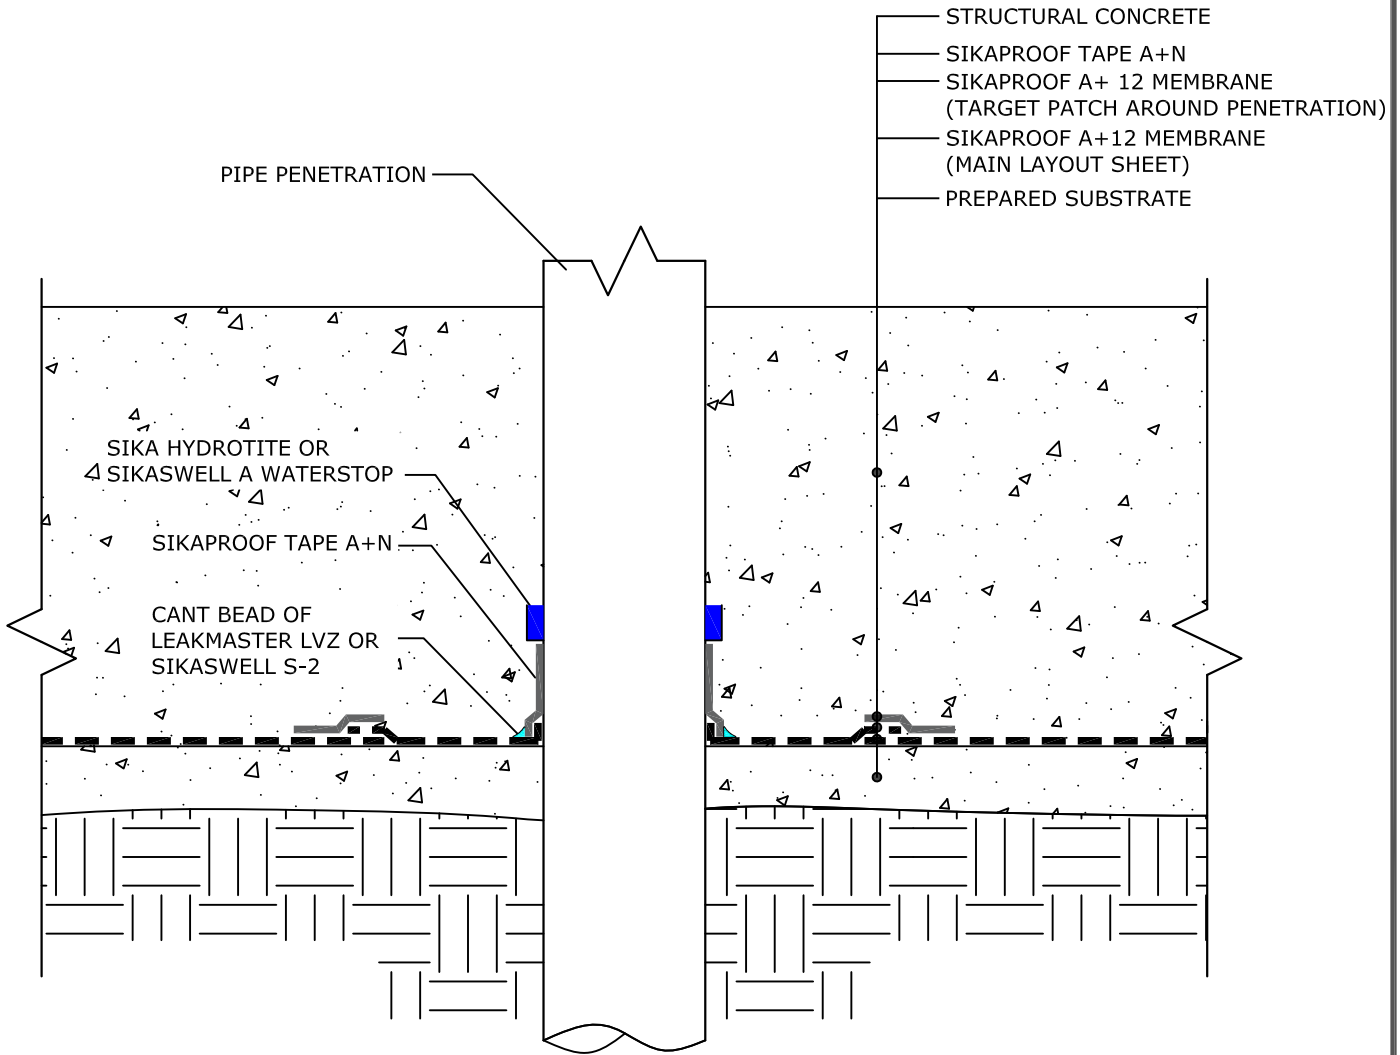 STRUCTURAL CONCRETE
SIKAPROOF TAPE A+N
SIKAPROOF A+ 12 MEMBRANE
(TARGET PATCH AROUND PENETRATION)
SIKAPROOF A+12 MEMBRANE
(MAIN LAYOUT SHEET)
PREPARED SUBSTRATE
PIPE PENETRATION
SIKA HYDROTITE OR
SIKASWELL A WATERSTOP
SIKAPROOF TAPE A+N
CANT BEAD OF
LEAKMASTER LVZ OR
SIKASWELL S-2